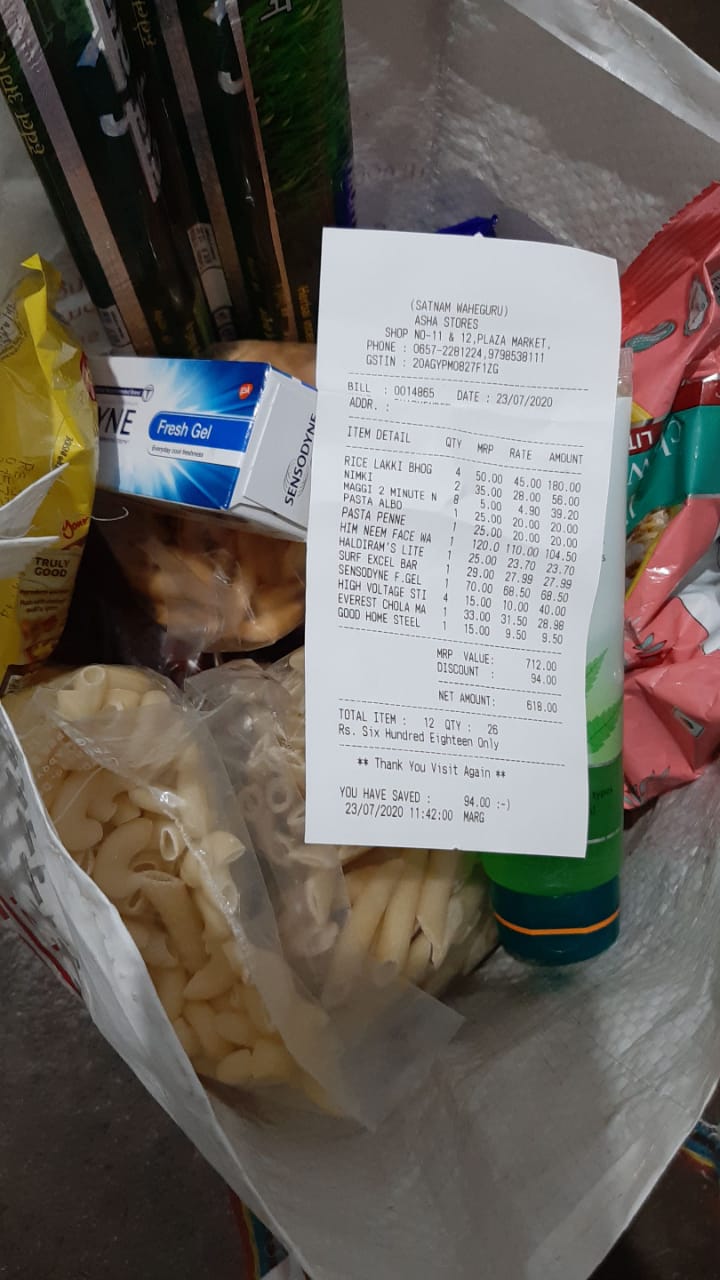 YNE
Fresh Gel
Everyday cool freshness
SENSODYNE
TRULY
GOOD
(SATNAM WAHEGURU)
ASHA STORES
SHOP NO-11 & 12,PLAZA MARKET,
PHONE : 0657-2281224,9798538111
GSTIN : 20AGYPM0827F1ZG
BILL : 0014865 DATE : 23/07/2020
ADDR. :
ITEM DETAIL QTY MRP RATE AMOUNT
RICE LAKKI BHOG 4 50.00 45.00 180.00
NIMKI 2 35.00 28.00 56.00
MAGGI 2 MINUTE N 8 5.00 4.90 39.20
PASTA ALBO 1 25.00 20.00 20.00
PASTA PENNE 1 25.00 20.00 20.00
HIM NEEM FACE WA 1 120.0 110.00 104.50
HALDIRAM'S LITE 1 25.00 23.70 23.70
SURF EXCEL BAR 1 29.00 27.99 27.99
SENSODYNE F.GEL 1 70.00 68.50 68.50
HIGH VOLTAGE STI 4 15.00 10.00 40.00
EVEREST CHOLA MA 1 33.00 31.50 28.98
GOOD HOME STEEL 1 15.00 9.50 9.50
MRP VALUE: 712.00
DISCOUNT : 94.00
NET AMOUNT: 618.00
TOTAL ITEM : 12 QTY : 26
Rs. Six Hundred Eighteen Only
** Thank You Visit Again **
YOU HAVE SAVED : 94.00 :-)
23/07/2020 11:42:00 MARG